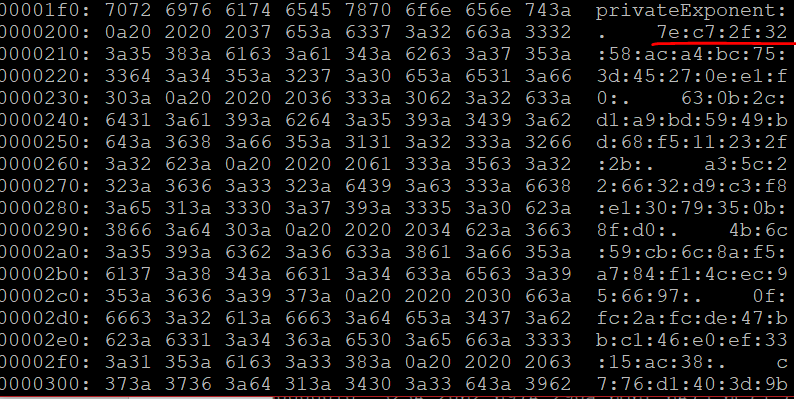 00001f0: 7072 6976 6174 6545 7870 6f6e 656e 743a  privateExponent:
0000200: 0a20 2020 2037 653a 6337 3a32 663a 3332  .    7e:c7:2f:32
0000210: 3a35 383a 6163 3a61 343a 6263 3a37 353a  :58:ac:a4:bc:75:
0000220: 3364 3a34 353a 3237 3a30 653a 6531 3a66  3d:45:27:0e:e1:f
0000230: 303a 0a20 2020 2036 333a 3062 3a32 633a  0:.    63:0b:2c:
0000240: 6431 3a61 393a 6264 3a35 393a 3439 3a62  d1:a9:bd:59:49:b
0000250: 643a 3638 3a66 353a 3131 3a32 333a 3266  d:68:f5:11:23:2f
0000260: 3a32 623a 0a20 2020 2061 333a 3563 3a32  :2b:.    a3:5c:2
0000270: 323a 3636 3a33 323a 6439 3a63 333a 6638  2:66:32:d9:c3:f8
0000280: 3a65 313a 3330 3a37 393a 3335 3a30 623a  :e1:30:79:35:0b:
0000290: 3866 3a64 303a 0a20 2020 2034 623a 3663  8f:d0:.    4b:6c
00002a0: 3a35 393a 6362 3a36 633a 3861 3a66 353a  :59:cb:6c:8a:f5:
00002b0: 6137 3a38 343a 6631 3a34 633a 6563 3a39  a7:84:f1:4c:ec:9
00002c0: 353a 3636 3a39 373a 0a20 2020 2030 663a  5:66:97:.    0f:
00002d0: 6663 3a32 613a 6663 3a64 653a 3437 3a62  fc:2a:fc:de:47:b
00002e0: 623a 6331 3a34 363a 6530 3a65 663a 3333  b:c1:46:e0:ef:33
00002f0: 3a31 353a 6163 3a33 383a 0a20 2020 2063  :15:ac:38:.    c
0000300: 373a 3736 3a64 313a 3430 3a33 643a 3962  7:76:d1:40:3d:9b